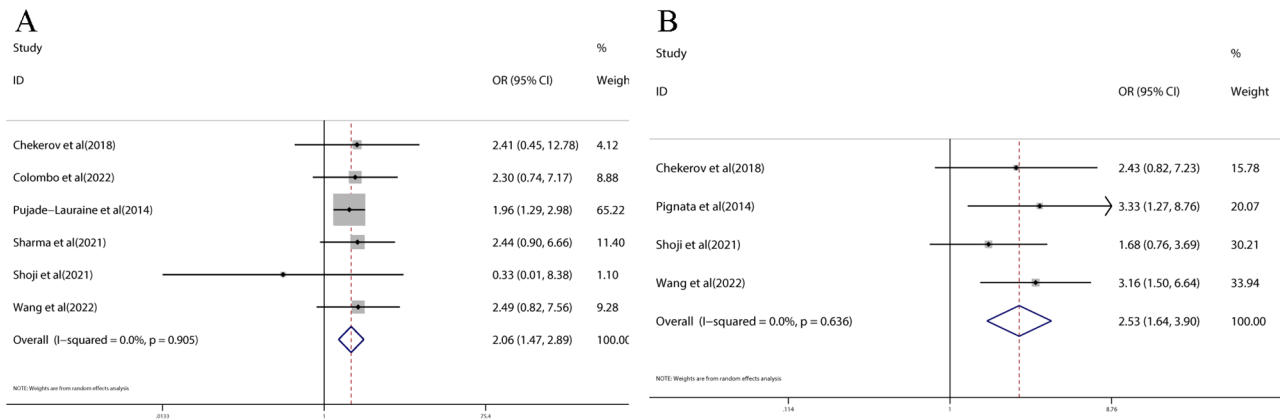 A
Study %
ID OR (95% CI) Weigh
Chekerov et al(2018) 2.41 (0.45, 12.78) 4.12
Colombo et al(2022) 2.30 (0.74, 7.17) 8.88
Pujade−Lauraine et al(2014) 1.96 (1.29, 2.98) 65.22
Sharma et al(2021) 2.44 (0.90, 6.66) 11.40
Shoji et al(2021) 0.33 (0.01, 8.38) 1.10
Wang et al(2022) 2.49 (0.82, 7.56) 9.28
Overall (I−squared = 0.0%, p = 0.905) 2.06 (1.47, 2.89) 100.00
NOTE: Weights are from random effects analysis
.0133 1 75.4
B
Study %
ID OR (95% CI) Weight
Chekerov et al(2018) 2.43 (0.82, 7.23) 15.78
Pignata et al(2014) 3.33 (1.27, 8.76) 20.07
Shoji et al(2021) 1.68 (0.76, 3.69) 30.21
Wang et al(2022) 3.16 (1.50, 6.64) 33.94
Overall (I−squared = 0.0%, p = 0.636) 2.53 (1.64, 3.90) 100.00
NOTE: Weights are from random effects analysis
.114 1 8.76